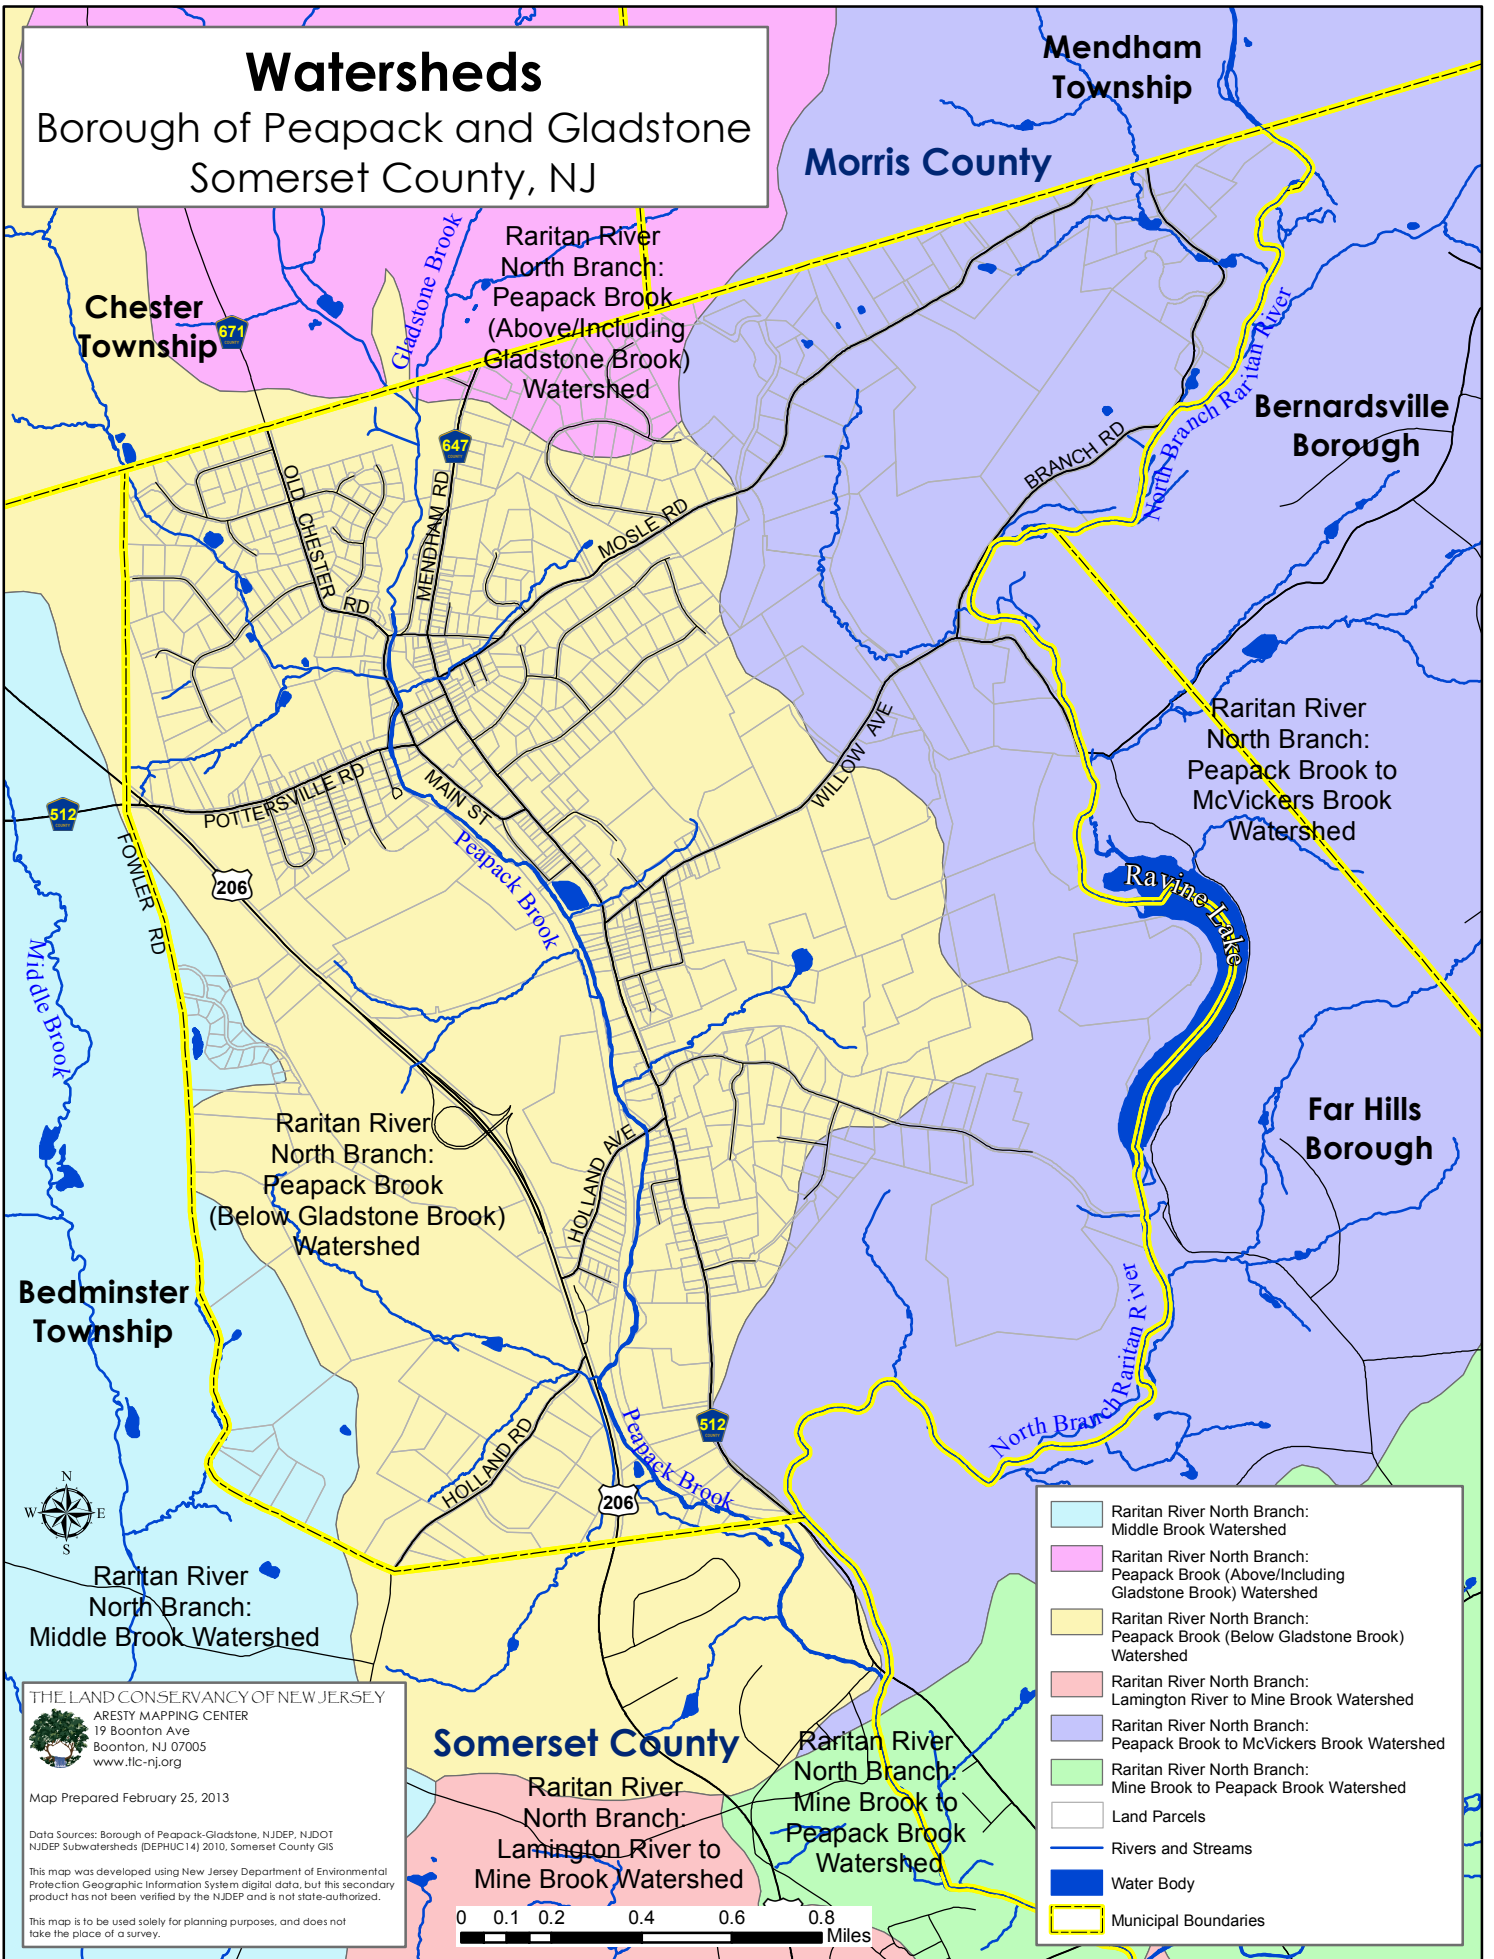 Watersheds
Borough of Peapack and Gladstone
Somerset County, NJ
Mendham
Township
Morris County
Chester
Township
671
COUNTY
Gladstone Brook
Raritan River
North Branch:
Peapack Brook
(Above/Including
Gladstone Brook)
Watershed
647
COUNTY
North Branch Raritan River
Bernardsville
Borough
BRANCH RD
OLD CHESTER RD
MENDHAM RD
MOSLE RD
Raritan River
North Branch:
Peapack Brook to
McVickers Brook
Watershed
WILLOW AVE
POTTERSVILLE RD
MAIN ST
512
COUNTY
FOWLER RD
206
Peapack Brook
Ravine Lake
Middle Brook
Far Hills
Borough
Raritan River
North Branch:
Peapack Brook
(Below Gladstone Brook)
Watershed
HOLLAND AVE
Bedminster
Township
North Branch Raritan River
HOLLAND RD
Peapack Brook
512
COUNTY
206
N
W
E
S
Raritan River
North Branch:
Middle Brook Watershed
Somerset County
Raritan River
North Branch:
Lamington River to
Mine Brook Watershed
Raritan River
North Branch:
Mine Brook to
Peapack Brook
Watershed
THE LAND CONSERVANCY OF NEW JERSEY
ARESTY MAPPING CENTER
19 Boonton Ave
Boonton, NJ 07005
www.tlc-nj.org
Map Prepared February 25, 2013
Data Sources: Borough of Peapack-Gladstone, NJDEP, NJDOT
NJDEP Subwatersheds (DEPHUC14) 2010, Somerset County GIS
This map was developed using New Jersey Department of Environmental
Protection Geographic Information System digital data, but this secondary
product has not been verified by the NJDEP and is not state-authorized.
This map is to be used solely for planning purposes, and does not
take the place of a survey.
0 0.1 0.2 0.4 0.6 0.8
Miles
Raritan River North Branch:
Middle Brook Watershed
Raritan River North Branch:
Peapack Brook (Above/Including
Gladstone Brook) Watershed
Raritan River North Branch:
Peapack Brook (Below Gladstone Brook)
Watershed
Raritan River North Branch:
Lamington River to Mine Brook Watershed
Raritan River North Branch:
Peapack Brook to McVickers Brook Watershed
Raritan River North Branch:
Mine Brook to Peapack Brook Watershed
Land Parcels
Rivers and Streams
Water Body
Municipal Boundaries